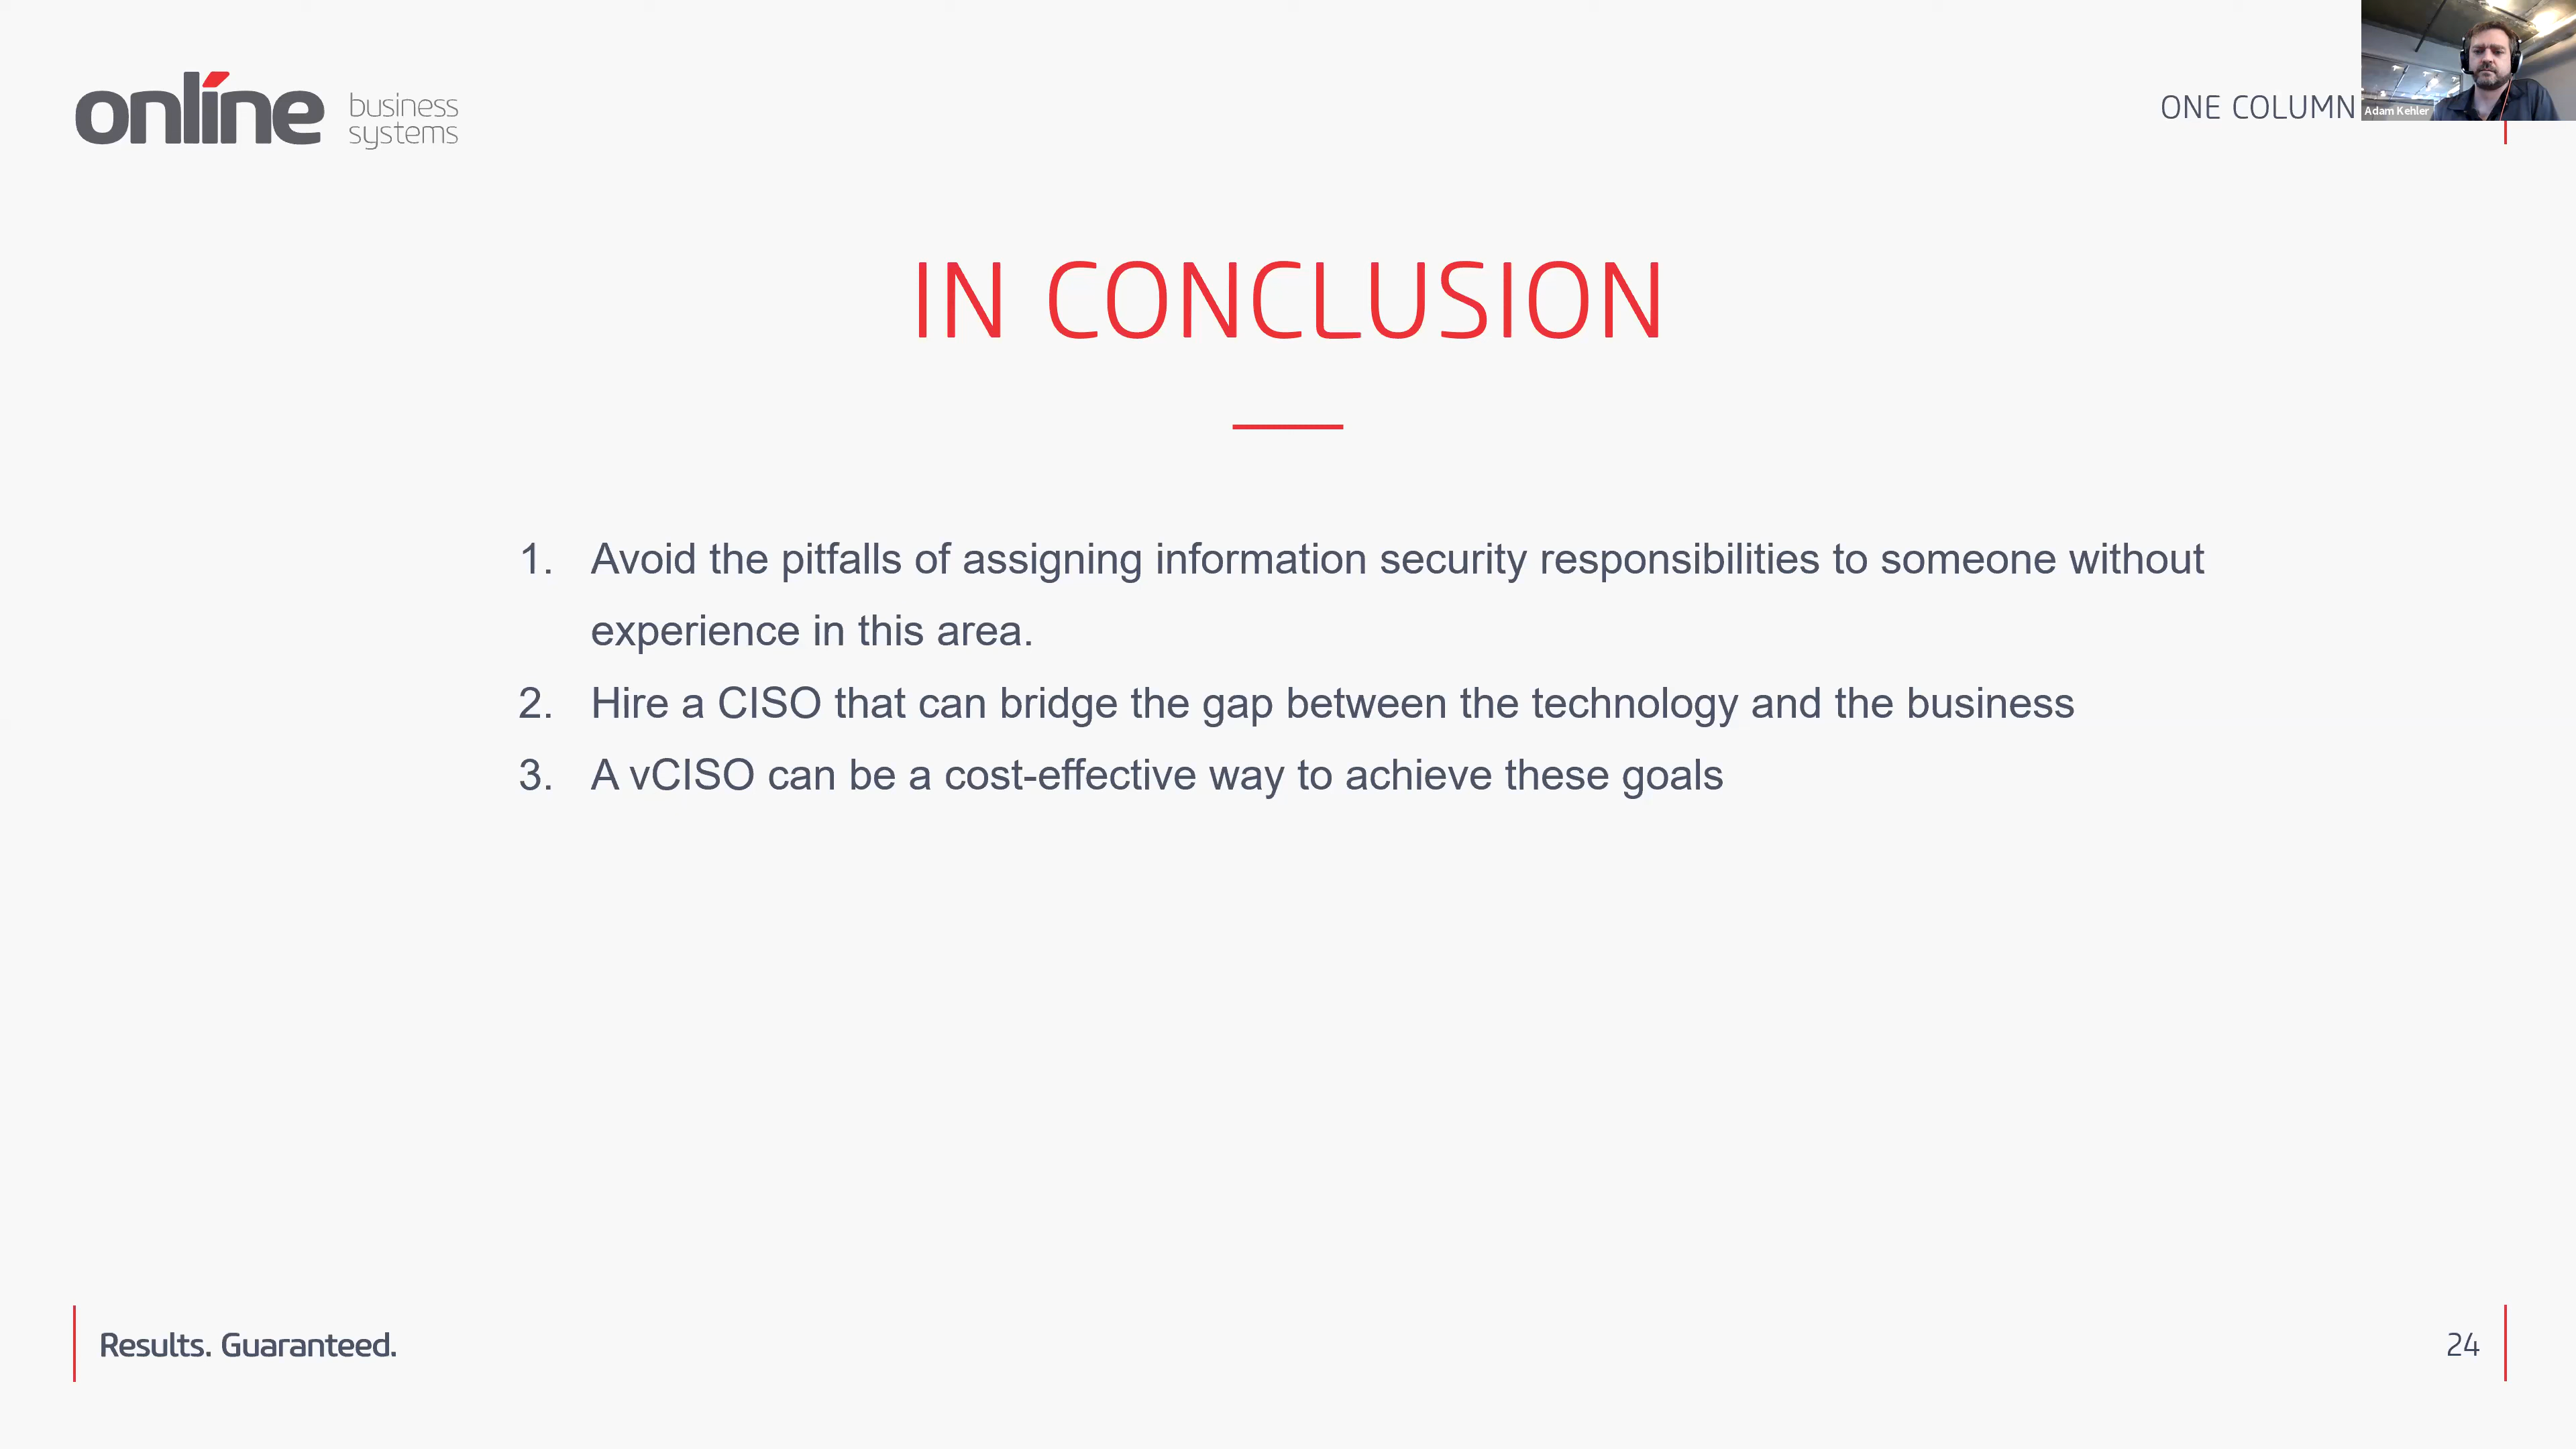 online business
systems
ONE COLUMN
Adam Kehler
IN CONCLUSION
1. Avoid the pitfalls of assigning information security responsibilities to someone without
experience in this area.
2. Hire a CISO that can bridge the gap between the technology and the business
3. A vCISO can be a cost-effective way to achieve these goals
Results. Guaranteed.
24